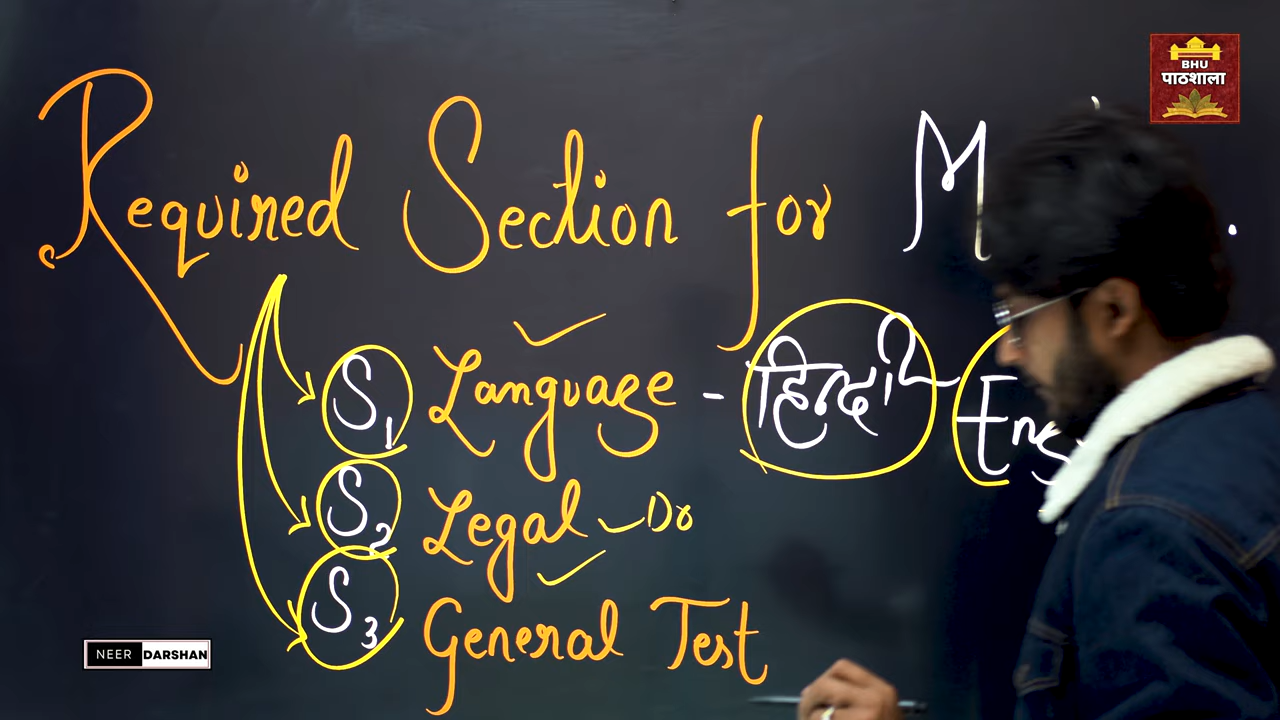 BHU
पाठशाला
Required Section for M
S1 Language - हिन्दी Eng
S2 Legal Do
S3 General Test
NEER DARSHAN